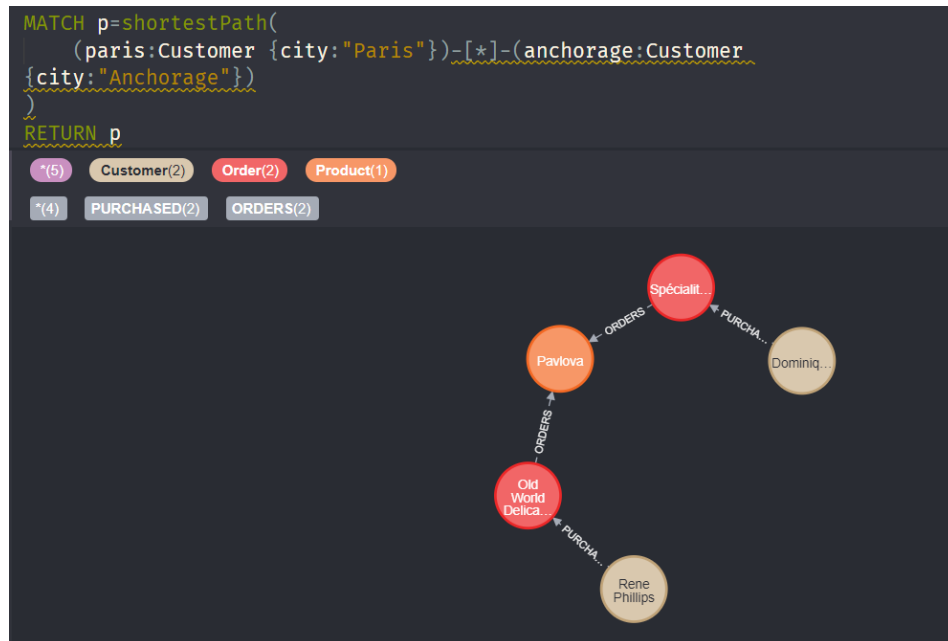 MATCH p=shortestPath(
(paris:Customer {city:"Paris"})-[*]-(anchorage:Customer
{city:"Anchorage"})
)
RETURN p
*(5) Customer(2) Order(2) Product(1)
*(4) PURCHASED(2) ORDERS(2)
Spécialit...
ORDERS
PURCHA...
Pavlova
Dominiq...
ORDERS
Old
World
Delica...
PURCHA...
Rene
Phillips